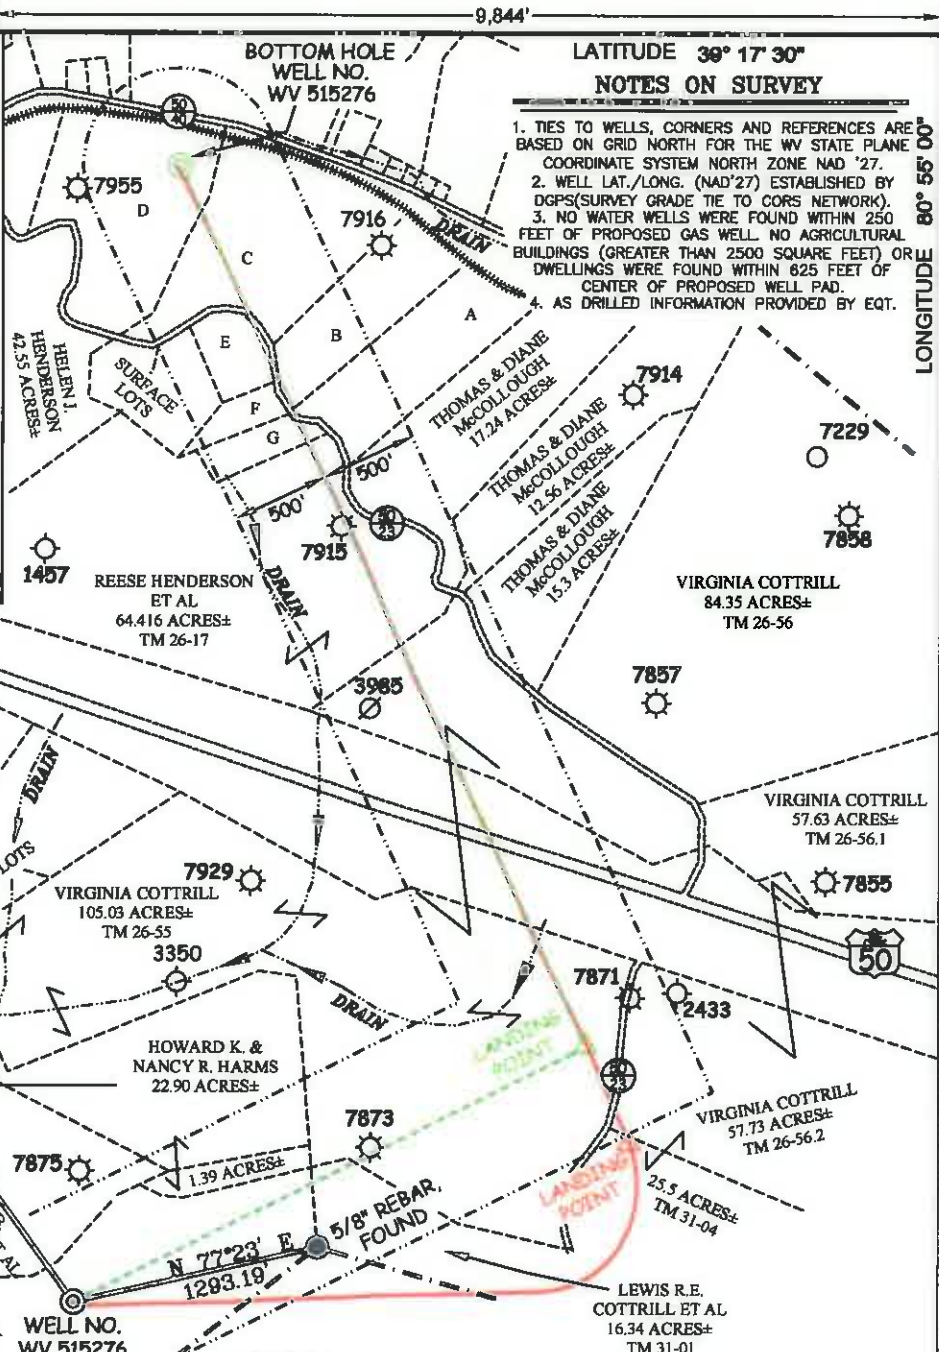 9,844'
BOTTOM HOLE
WELL NO.
WV 515276
LATITUDE 39° 17' 30"
NOTES ON SURVEY
1. TIES TO WELLS, CORNERS AND REFERENCES ARE
BASED ON GRID NORTH FOR THE WV STATE PLANE
COORDINATE SYSTEM NORTH ZONE NAD '27.
2. WELL LAT./LONG. (NAD'27) ESTABLISHED BY
DGPS(SURVEY GRADE TIE TO CORS NETWORK).
3. NO WATER WELLS WERE FOUND WITHIN 250
FEET OF PROPOSED GAS WELL. NO AGRICULTURAL
BUILDINGS (GREATER THAN 2500 SQUARE FEET) OR
DWELLINGS WERE FOUND WITHIN 625 FEET OF
CENTER OF PROPOSED WELL PAD.
4. AS DRILLED INFORMATION PROVIDED BY EQT.
LONGITUDE 80° 55' 00"
50
40
7955
D
7916
DRAIN
C
A
B
E
F
G
HELEN J.
HENDERSON
42.55 ACRES±
SURFACE
LOTS
THOMAS & DIANE
McCOLLOUGH
17.24 ACRES±
7914
THOMAS & DIANE
McCOLLOUGH
12.56 ACRES±
7229
500'
500'
THOMAS & DIANE
McCOLLOUGH
15.3 ACRES±
7858
7915
50
23
1457
DRAIN
REESE HENDERSON
ET AL
64.416 ACRES±
TM 26-17
VIRGINIA COTTRILL
84.35 ACRES±
TM 26-56
3985
7857
DRAIN
VIRGINIA COTTRILL
57.63 ACRES±
TM 26-56.1
LOTS
7929
7855
VIRGINIA COTTRILL
105.03 ACRES±
TM 26-55
3350
50
7871
2433
DRAIN
LANDING
POINT
HOWARD K. &
NANCY R. HARMS
22.90 ACRES±
50
23
7873
VIRGINIA COTTRILL
57.73 ACRES±
TM 26-56.2
7875
1.39 ACRES±
LANDING
POINT
25.5 ACRES±
TM 31-04
5/8" REBAR,
FOUND
N 77°23' E
1293.19'
LEWIS R.E.
COTTRILL ET AL
16.34 ACRES±
TM 31-01
WELL NO.
WV 515276